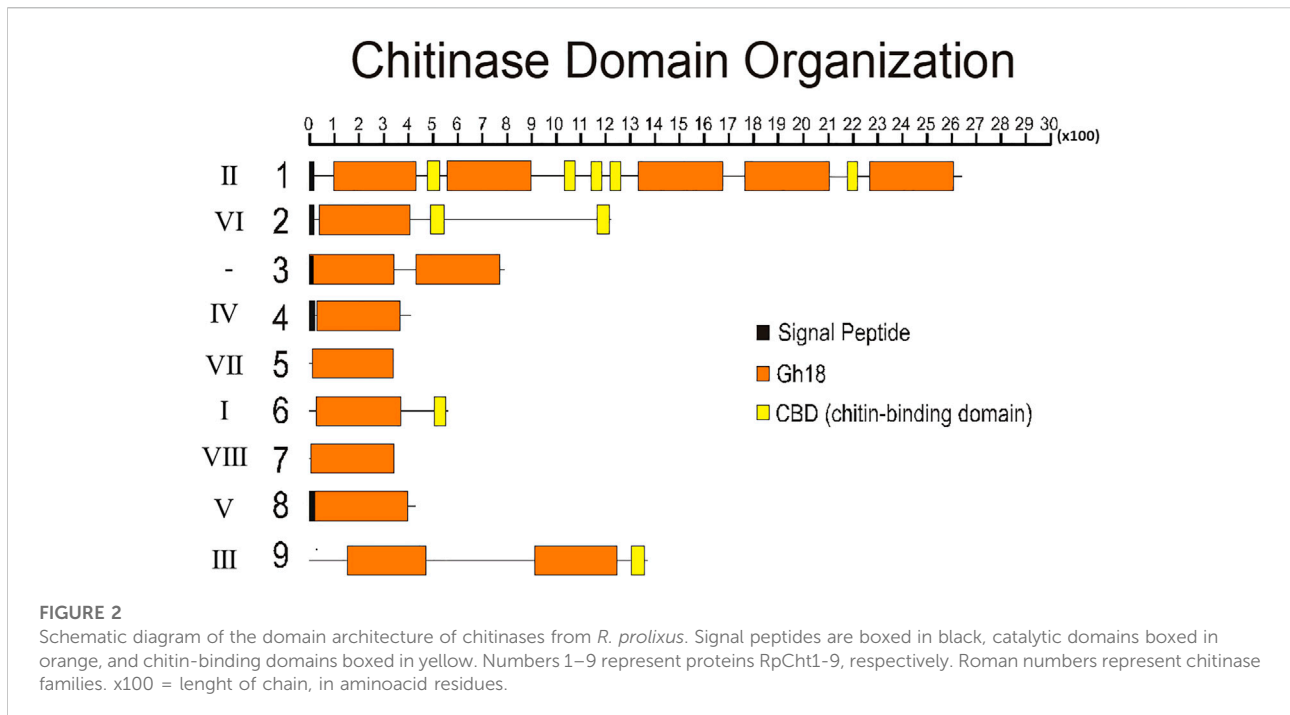 Chitinase Domain Organization
0 1 2 3 4 5 6 7 8 9 10 11 12 13 14 15 16 17 18 19 20 21 22 23 24 25 26 27 28 29 30 (x100)
II 1
VI 2
- 3
IV 4
VII 5
I 6
VIII 7
V 8
III 9
Signal Peptide
Gh18
CBD (chitin-binding domain)
FIGURE 2
Schematic diagram of the domain architecture of chitinases from R. prolixus. Signal peptides are boxed in black, catalytic domains boxed in
orange, and chitin-binding domains boxed in yellow. Numbers 1–9 represent proteins RpCht1-9, respectively. Roman numbers represent chitinase
families. x100 = lenght of chain, in aminoacid residues.